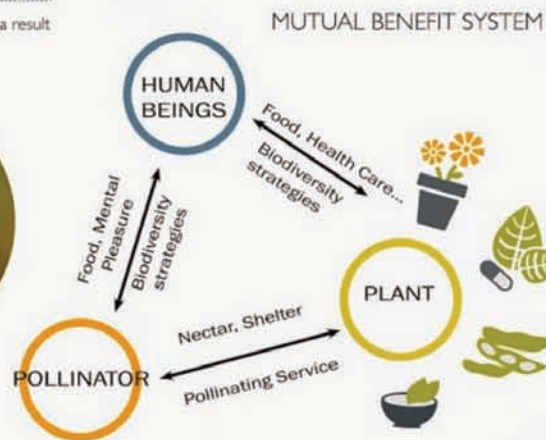 a result
MUTUAL BENEFIT SYSTEM
HUMAN
BEINGS
Food, Health Care...
Biodiversity
strategies
Food, Mental
Pleasure
Biodiversity
strategies
PLANT
Nectar, Shelter
Pollinating Service
POLLINATOR